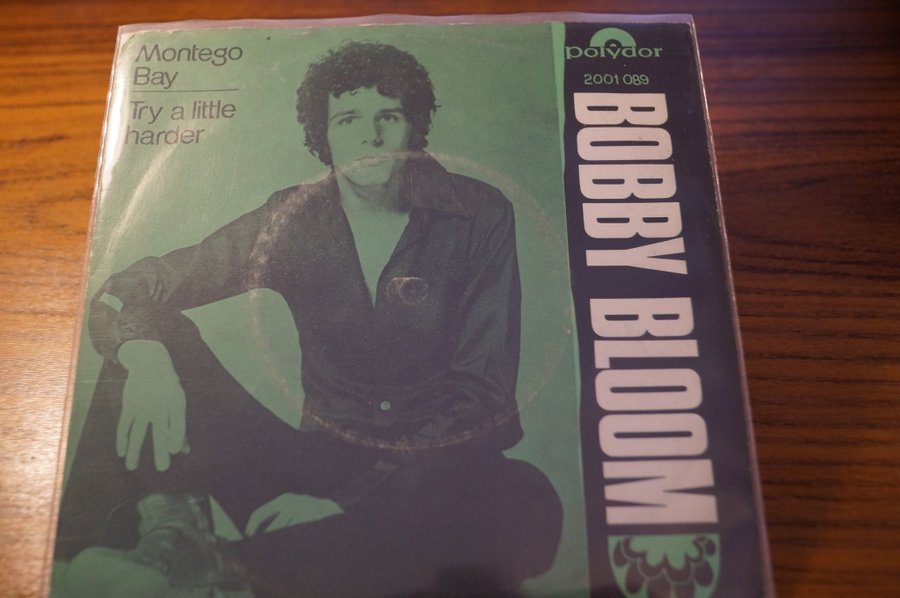 Montego
Bay
Try a little
harder
polydor
2001 089
BOBBY BLOOM